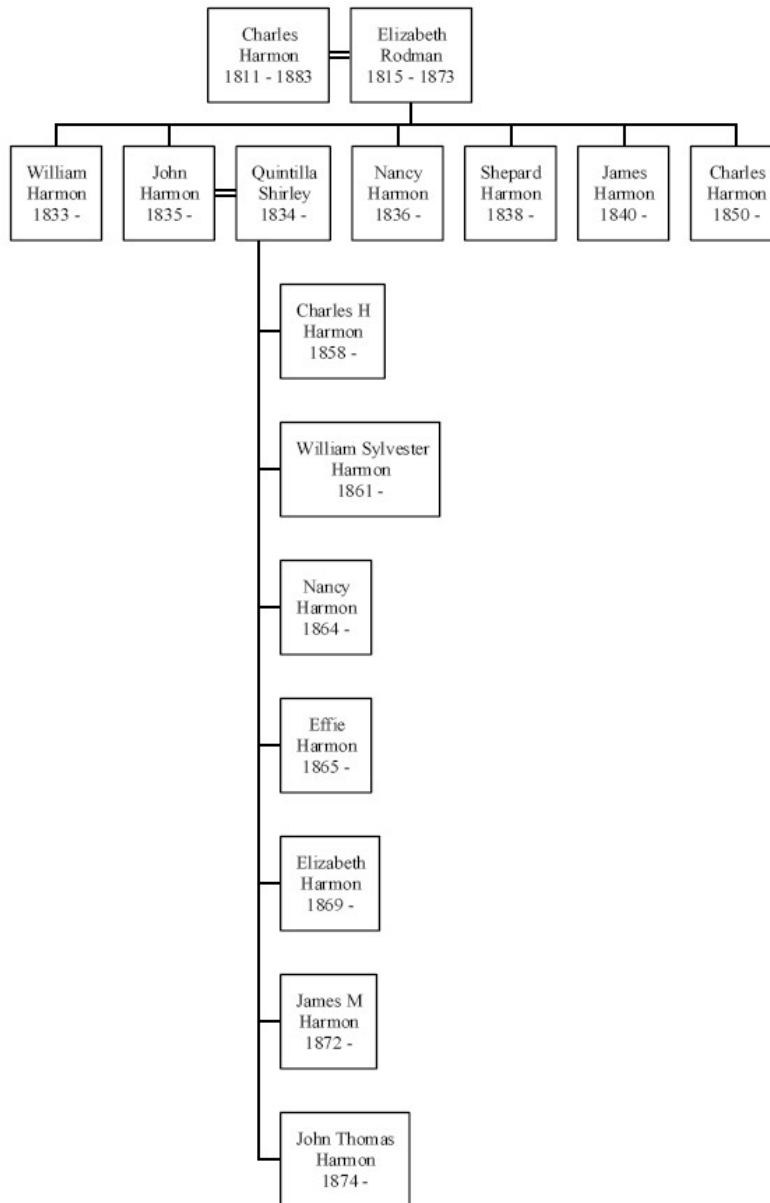 Charles
Harmon
1811 - 1883
Elizabeth
Rodman
1815 - 1873
William
Harmon
1833 -
John
Harmon
1835 -
Quintilla
Shirley
1834 -
Nancy
Harmon
1836 -
Shepard
Harmon
1838 -
James
Harmon
1840 -
Charles
Harmon
1850 -
Charles H
Harmon
1858 -
William Sylvester
Harmon
1861 -
Nancy
Harmon
1864 -
Effie
Harmon
1865 -
Elizabeth
Harmon
1869 -
James M
Harmon
1872 -
John Thomas
Harmon
1874 -